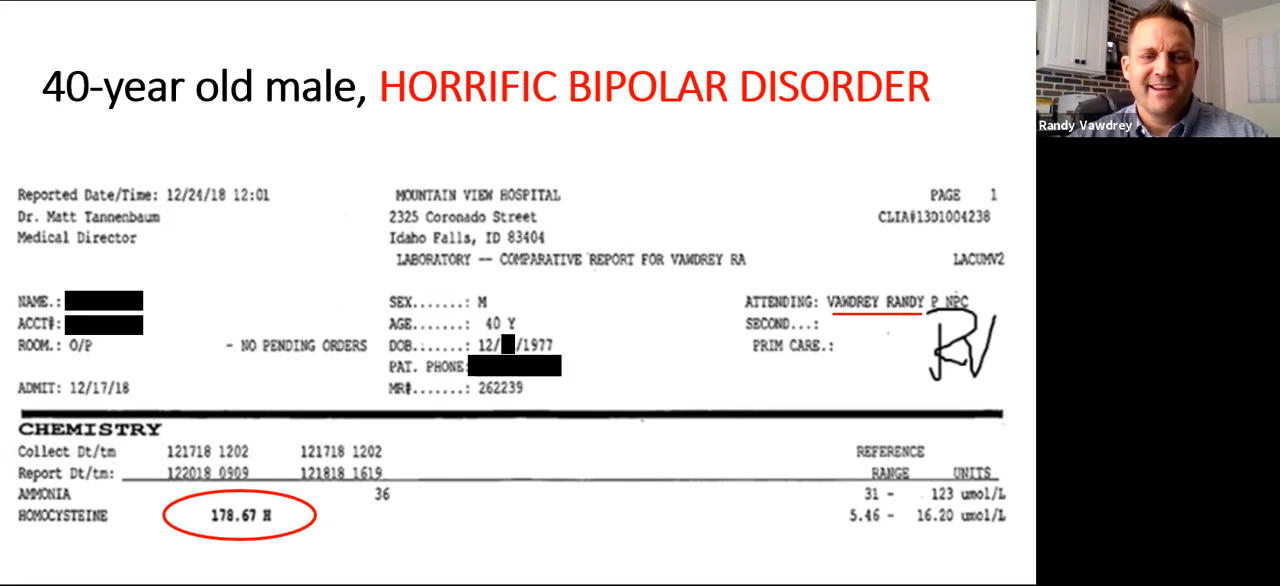 40-year old male, HORRIFIC BIPOLAR DISORDER
Randy Vawdrey
Reported Date/Time: 12/24/18 12:01 MOUNTAIN VIEW HOSPITAL PAGE 1
Dr. Matt Tannenbaum 2325 Coronado Street CLIA#13D1004238
Medical Director Idaho Falls, ID 83404
LABORATORY -- COMPARATIVE REPORT FOR VAWDREY RA LACUMV2
NAME.: SEX.......: M ATTENDING: VAWDREY RANDY P NPC
ACCT#: AGE.......: 40 Y SECOND...:
ROOM.: O/P - NO PENDING ORDERS DOB.......: 12/ /1977 PRIM CARE.:
PAT. PHONE:
ADMIT: 12/17/18 MR#.......: 262239
RV
CHEMISTRY
Collect Dt/tm 121718 1202 121718 1202 REFERENCE
Report Dt/tm: 122018 0909 121818 1619 RANGE UNITS
AMMONIA 36 31 - 123 umol/L
HOMOCYSTEINE 178.67 H 5.46 - 16.20 umol/L